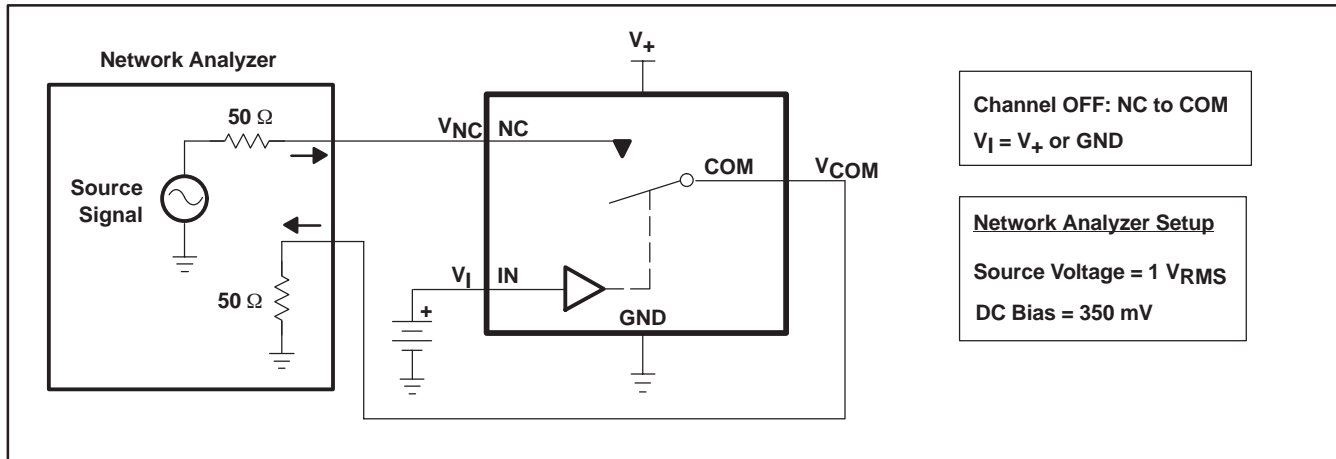 Network Analyzer
50 Ω
Source
Signal
50 Ω
V+
VNC NC
COM
VCOM
VI IN
+
GND
Channel OFF: NC to COM
VI = V+ or GND
Network Analyzer Setup
Source Voltage = 1 VRMS
DC Bias = 350 mV